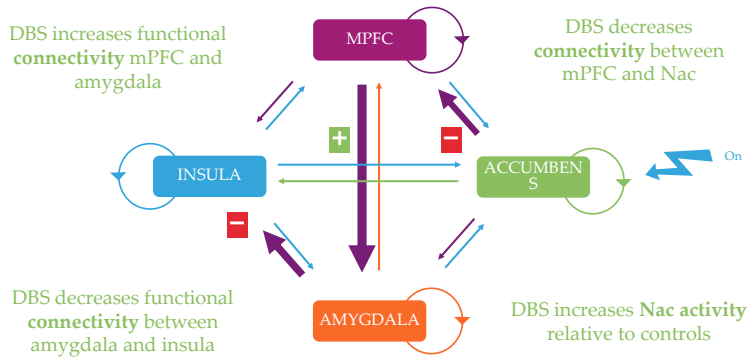 DBS increases functional
connectivity mPFC and
amygdala
MPFC
DBS decreases
connectivity between
mPFC and Nac
+
−
INSULA
ACCUMBEN
S
On
−
DBS decreases functional
connectivity between
amygdala and insula
AMYGDALA
DBS increases Nac activity
relative to controls